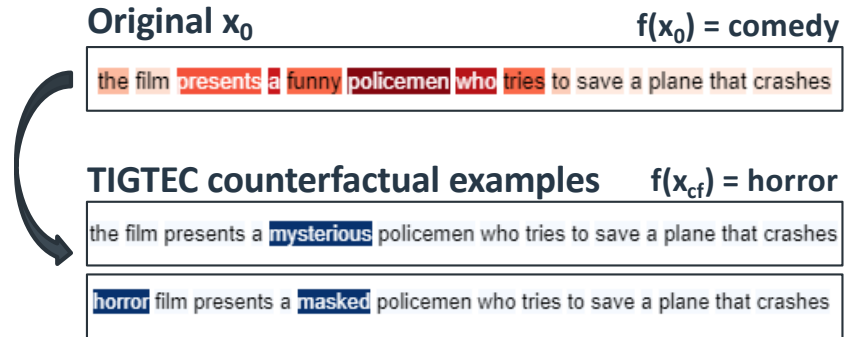 Original x₀ f(x₀) = comedy
the film presents a funny policemen who tries to save a plane that crashes
TIGTEC counterfactual examples f(x_cf) = horror
the film presents a mysterious policemen who tries to save a plane that crashes
horror film presents a masked policemen who tries to save a plane that crashes